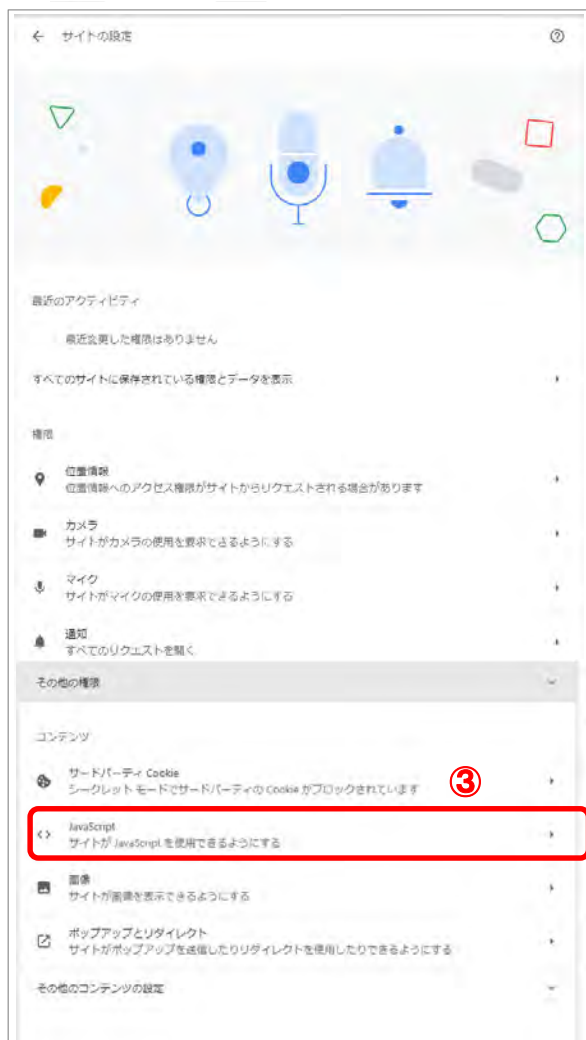 サイトの設定
最近のアクティビティ
最近変更した権限はありません
すべてのサイトに保存されている権限とデータを表示
権限
位置情報
位置情報へのアクセス権限がサイトからリクエストされる場合があります
カメラ
サイトがカメラの使用を要求できるようにする
マイク
サイトがマイクの使用を要求できるようにする
通知
すべてのリクエストを開く
その他の権限
コンテンツ
サードパーティ Cookie
シークレット モードでサードパーティの Cookie がブロックされています
③
JavaScript
サイトが JavaScript を使用できるようにする
画像
サイトが画像を表示できるようにする
ポップアップとリダイレクト
サイトがポップアップを送信したりリダイレクトを使用したりできるようにする
その他のコンテンツの設定